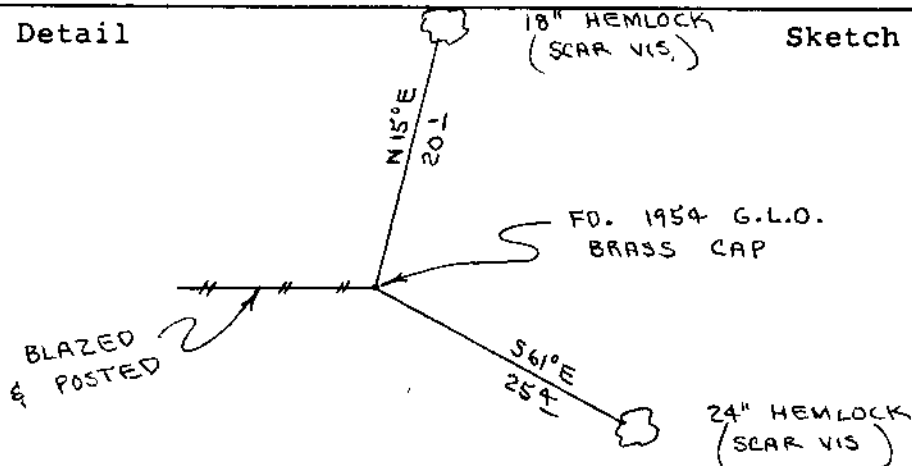 Detail
18" HEMLOCK
(SCAR VIS.)
Sketch
N 15° E
20<u>1</u>
FD. 1954 G.L.O.
BRASS CAP
BLAZED
& POSTED
S 61° E
25<u>4</u>
24" HEMLOCK
(SCAR VIS)